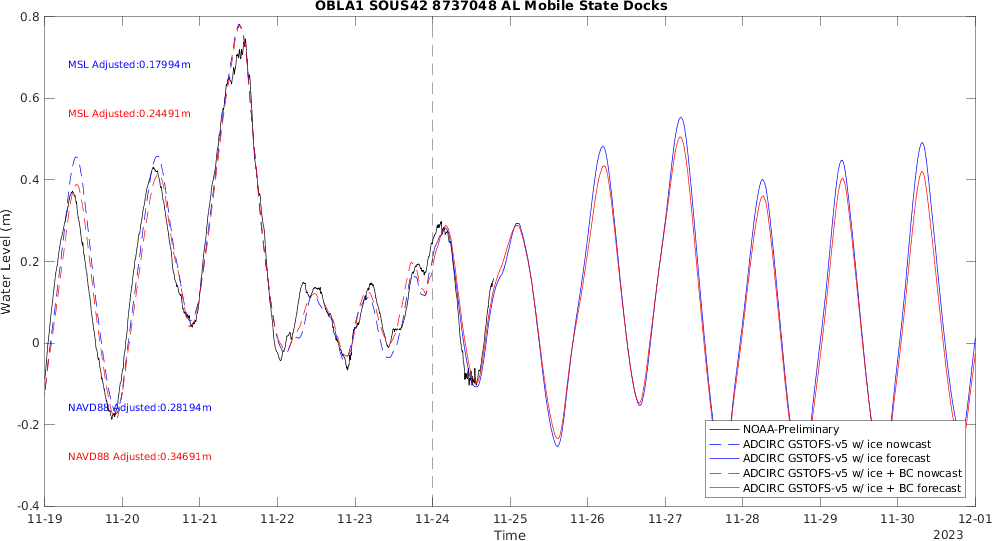 OBLA1 SOUS42 8737048 AL Mobile State Docks
Water Level (m)
0.8
0.6
0.4
0.2
0
-0.2
-0.4
MSL Adjusted:0.17994m
MSL Adjusted:0.24491m
NAVD88 Adjusted:0.28194m
NAVD88 Adjusted:0.34691m
NOAA-Preliminary
ADCIRC GSTOFS-v5 w/ ice nowcast
ADCIRC GSTOFS-v5 w/ ice forecast
ADCIRC GSTOFS-v5 w/ ice + BC nowcast
ADCIRC GSTOFS-v5 w/ ice + BC forecast
11-19 11-20 11-21 11-22 11-23 11-24 11-25 11-26 11-27 11-28 11-29 11-30 12-01
Time
2023